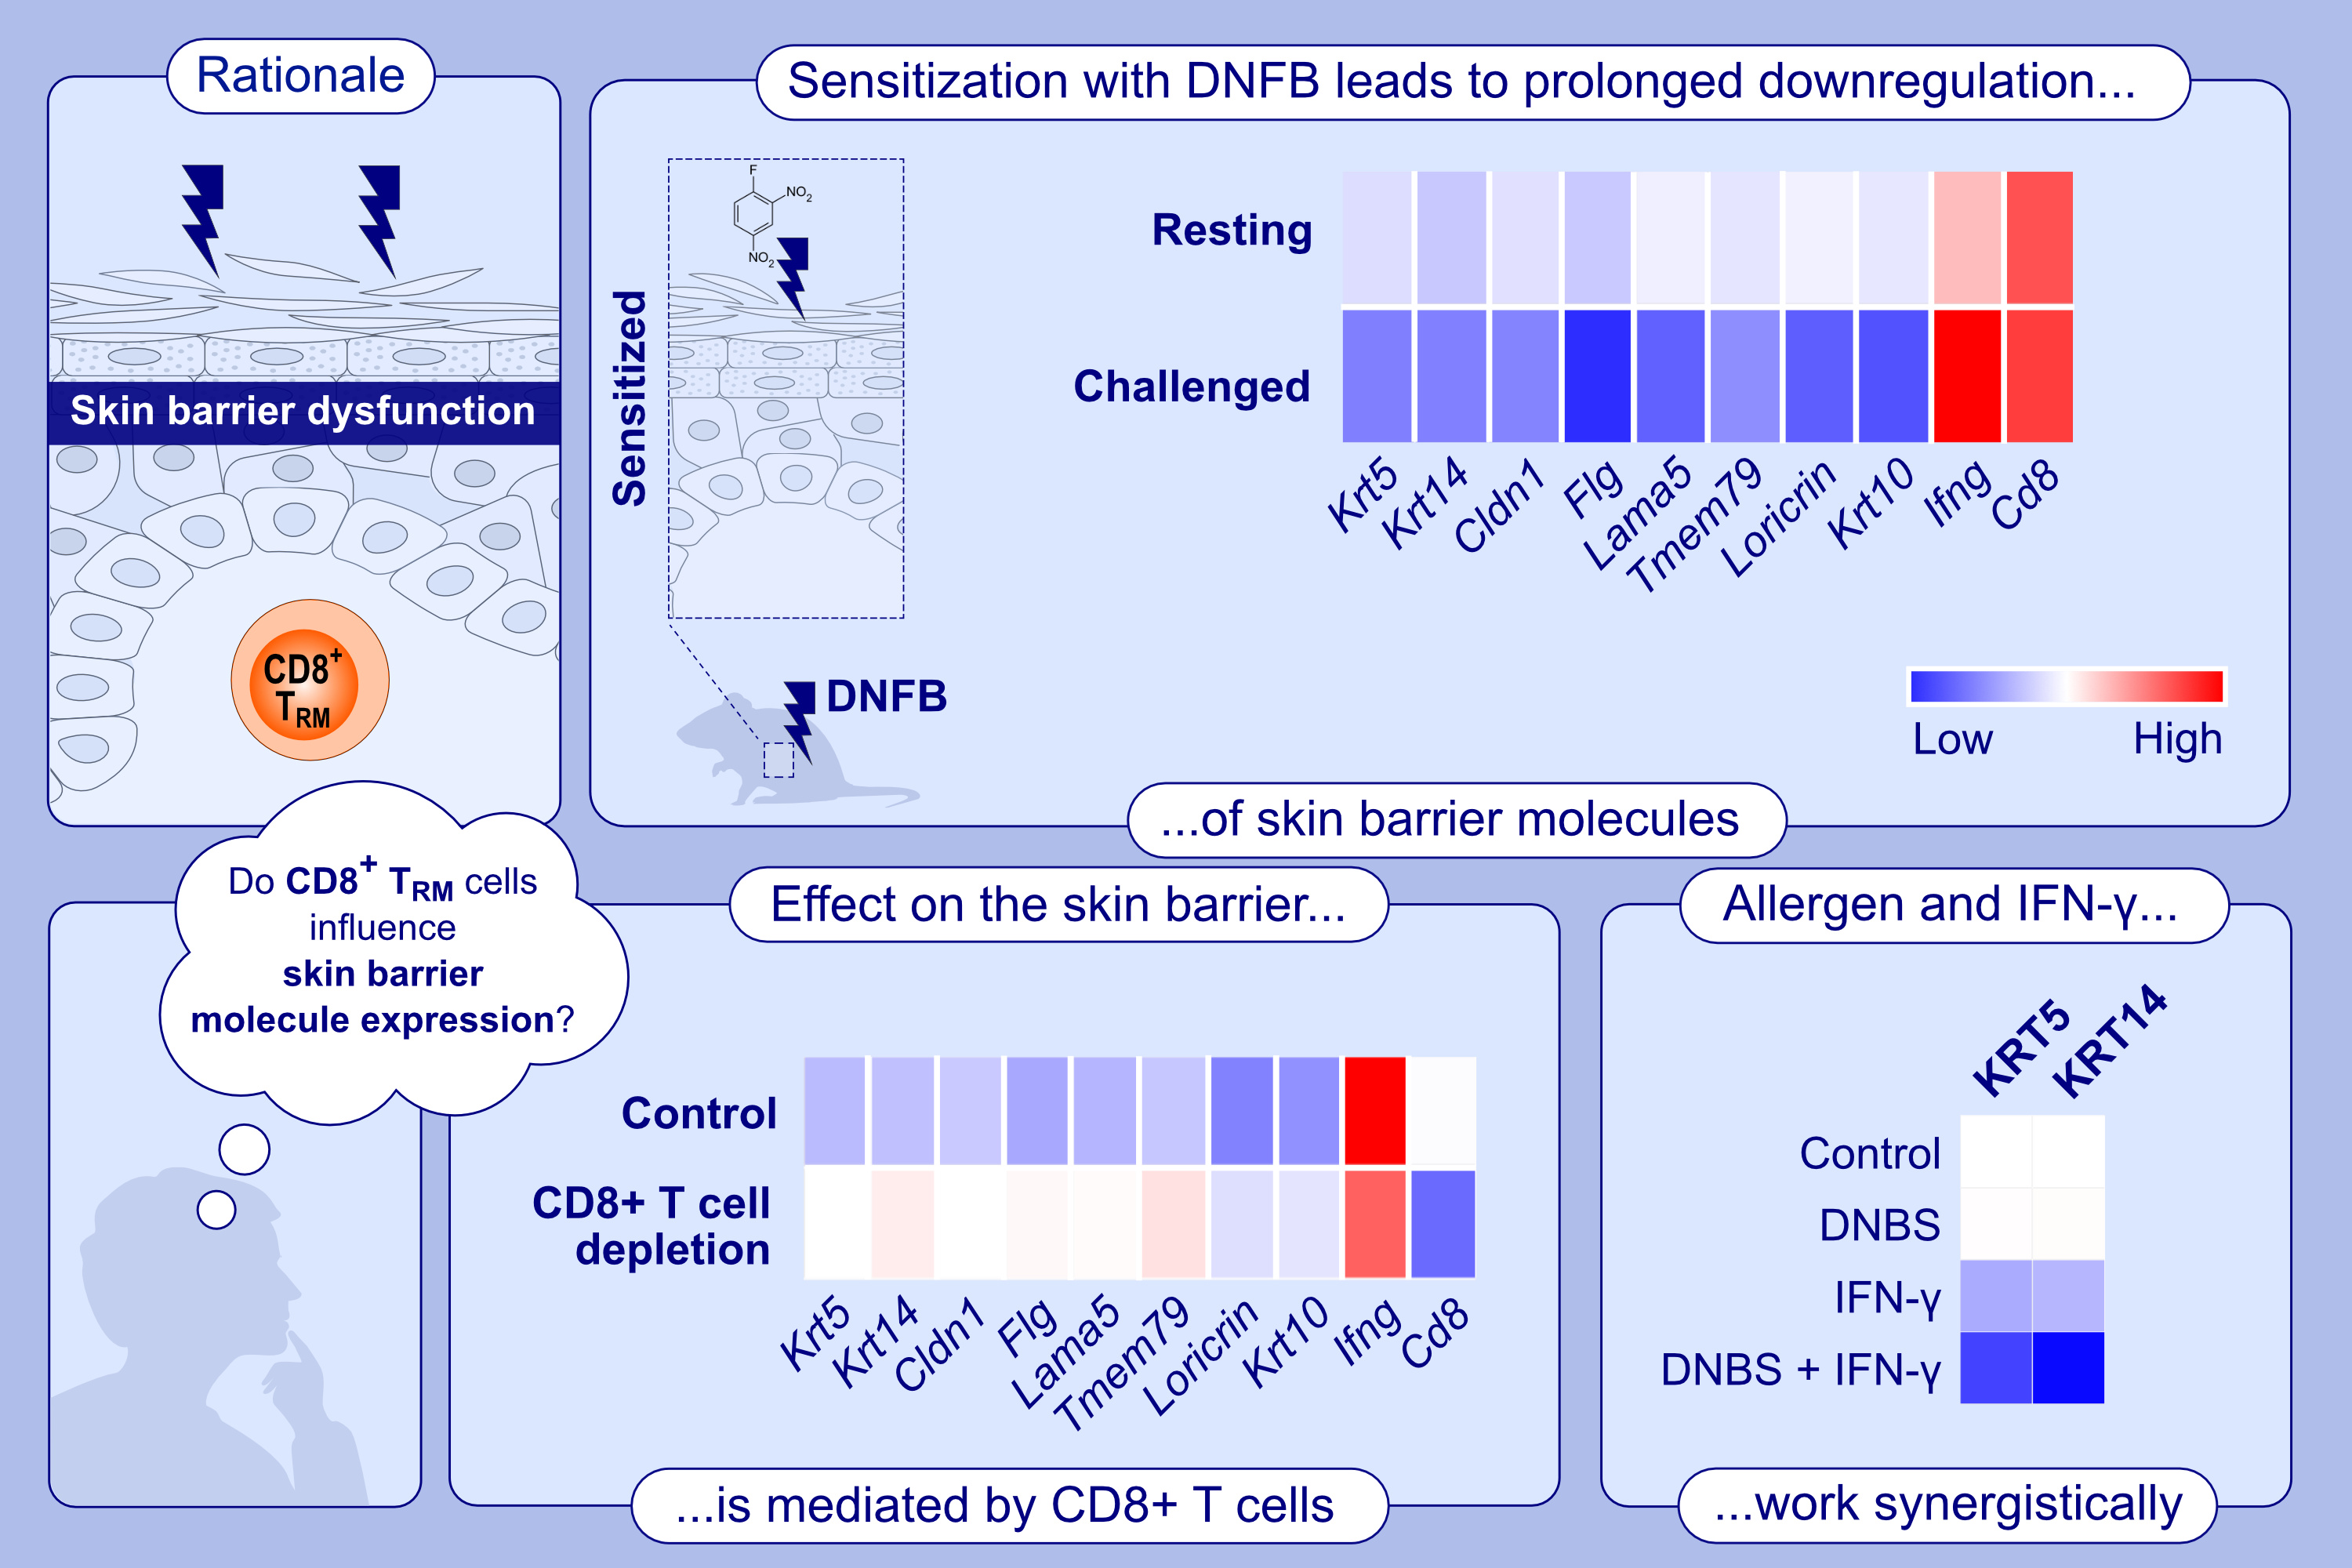 Rationale
Skin barrier dysfunction
CD8+
TRM
Do CD8+ TRM cells
influence
skin barrier
molecule expression?
Sensitization with DNFB leads to prolonged downregulation...
Sensitized
F
NO2
NO2
DNFB
Resting
Challenged
Krt5
Krt14
Cldn1
Flg
Lama5
Tmem79
Loricrin
Krt10
Ifng
Cd8
Low
High
...of skin barrier molecules
Effect on the skin barrier...
Control
CD8+ T cell
depletion
Krt5
Krt14
Cldn1
Flg
Lama5
Tmem79
Loricrin
Krt10
Ifng
Cd8
...is mediated by CD8+ T cells
Allergen and IFN-γ...
KRT5
KRT14
Control
DNBS
IFN-γ
DNBS + IFN-γ
...work synergistically